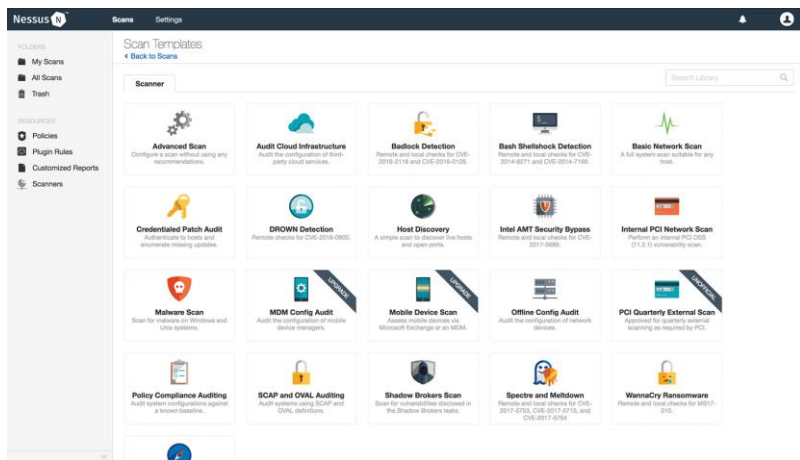 Nessus N
Scans
Settings
FOLDERS
My Scans
All Scans
Trash
RESOURCES
Policies
Plugin Rules
Customized Reports
Scanners
Scan Templates
< Back to Scans
Scanner
Search Library
Advanced Scan
Configure a scan without using any
recommendations.
Audit Cloud Infrastructure
Audit the configuration of third-
party cloud services.
Badlock Detection
Remote and local checks for CVE-
2016-2118 and CVE-2016-0128.
Bash Shellshock Detection
Remote and local checks for CVE-
2014-6271 and CVE-2014-7169.
Basic Network Scan
A full system scan suitable for any
host.
Credentialed Patch Audit
Authenticate to hosts and
enumerate missing updates.
DROWN Detection
Remote checks for CVE-2016-0800.
Host Discovery
A simple scan to discover live hosts
and open ports.
Intel AMT Security Bypass
Remote and local checks for CVE-
2017-5689.
Internal PCI Network Scan
Perform an internal PCI DSS
(11.2.1) vulnerability scan.
Malware Scan
Scan for malware on Windows and
Unix systems.
UPGRADE
MDM Config Audit
Audit the configuration of mobile
device managers.
UPGRADE
Mobile Device Scan
Assess mobile devices via
Microsoft Exchange or an MDM.
Offline Config Audit
Audit the configuration of network
devices.
UNOFFICIAL
PCI Quarterly External Scan
Approved for quarterly external
scanning as required by PCI.
Policy Compliance Auditing
Audit system configurations against
a known baseline.
SCAP and OVAL Auditing
Audit systems using SCAP and
OVAL definitions.
Shadow Brokers Scan
Scan for vulnerabilities disclosed in
the Shadow Brokers leaks.
Spectre and Meltdown
Remote and local checks for CVE-
2017-5753, CVE-2017-5715, and
CVE-2017-5754
WannaCry Ransomware
Remote and local checks for MS17-
010.